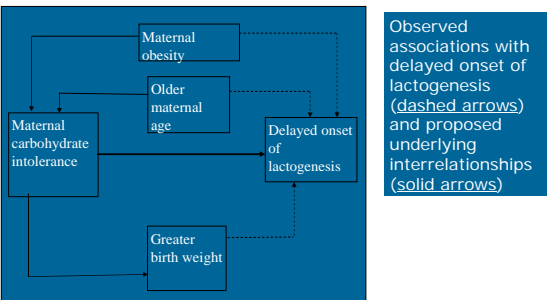 Maternal
obesity
Older
maternal
age
Maternal
carbohydrate
intolerance
Delayed onset
of
lactogenesis
Greater
birth weight
Observed
associations with
delayed onset of
lactogenesis
(dashed arrows)
and proposed
underlying
interrelationships
(solid arrows)